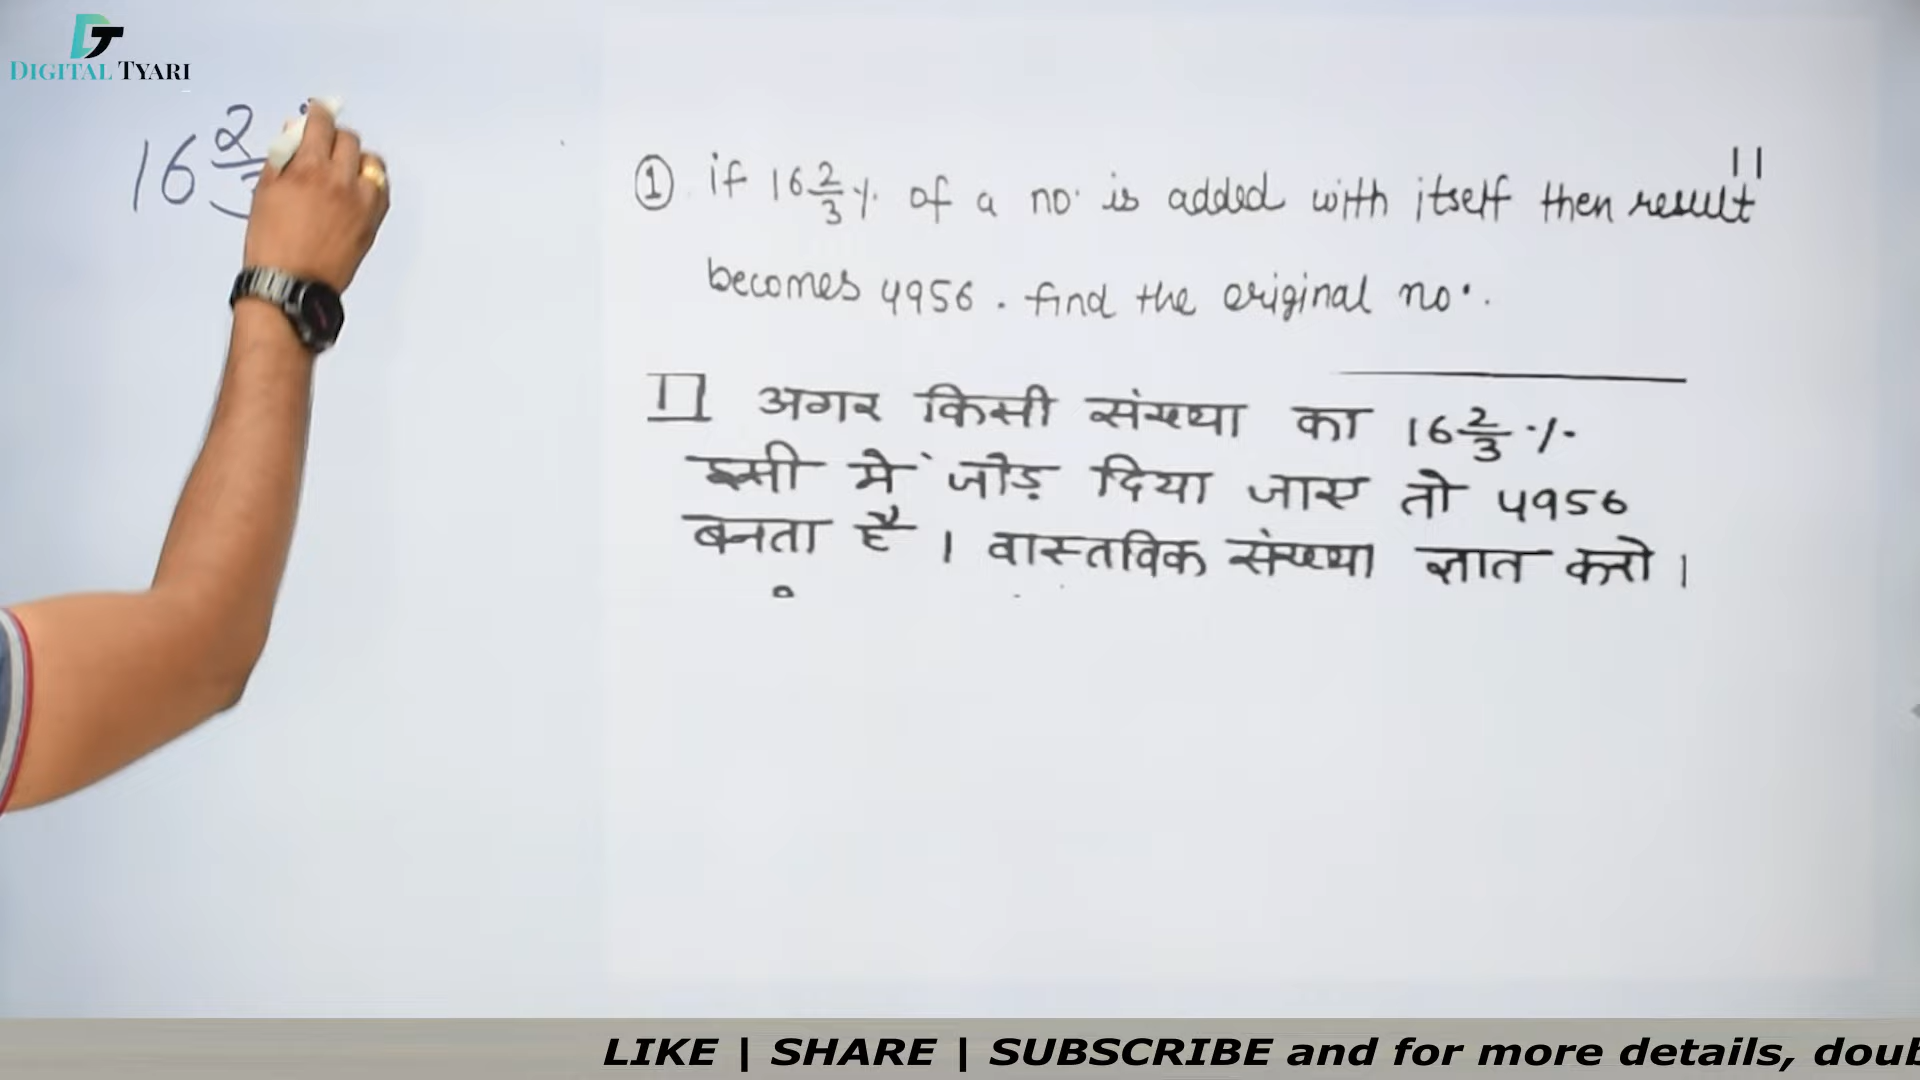 DIGITAL TYARI
16 2/3
① if 16 2/3 % of a no. is added with itself then result
becomes 4956 . find the original no.
अगर किसी संख्या का 16 2/3 %
इसी मे जोड़ दिया जाए तो 4956
बनता है । वास्तविक संख्या ज्ञात करो ।
LIKE | SHARE | SUBSCRIBE and for more details, doub